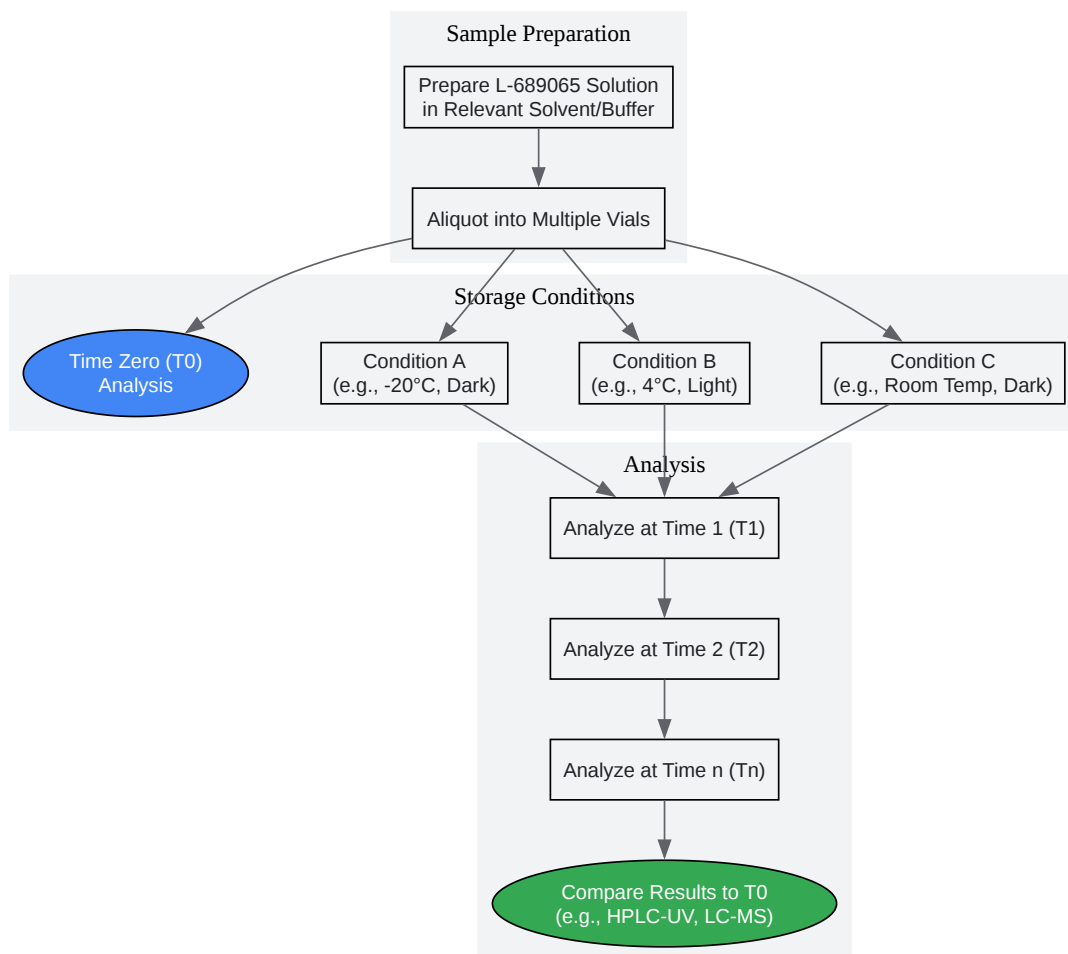 Sample Preparation
Prepare L-689065 Solution
in Relevant Solvent/Buffer
Aliquot into Multiple Vials
Storage Conditions
Time Zero (T0)
Analysis
Condition A
(e.g., -20°C, Dark)
Condition B
(e.g., 4°C, Light)
Condition C
(e.g., Room Temp, Dark)
Analysis
Analyze at Time 1 (T1)
Analyze at Time 2 (T2)
Analyze at Time n (Tn)
Compare Results to T0
(e.g., HPLC-UV, LC-MS)